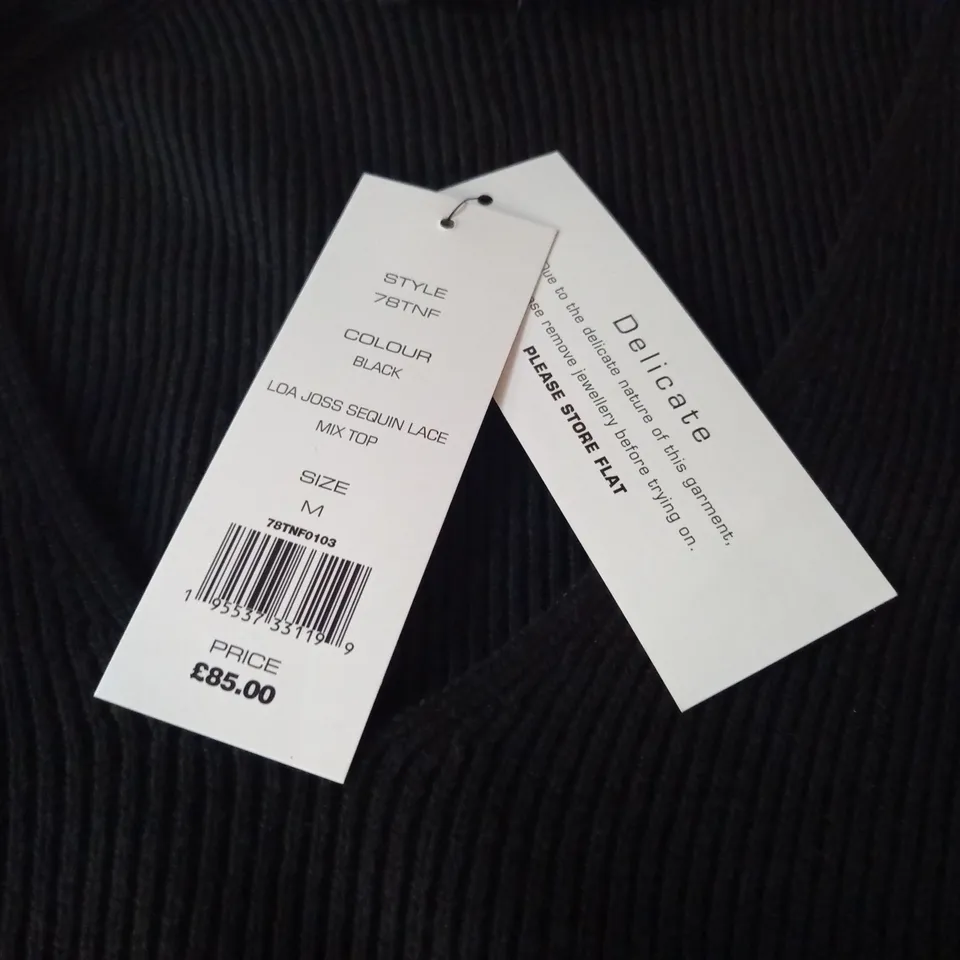 STYLE
78TNF
COLOUR
BLACK
LOA JOSS SEQUIN LACE
MIX TOP
SIZE
M
78TNF0103
1 95537 33119 9
PRICE
£85.00
Delicate
Due to the delicate nature of this garment,
remove jewellery before trying on.
PLEASE STORE FLAT